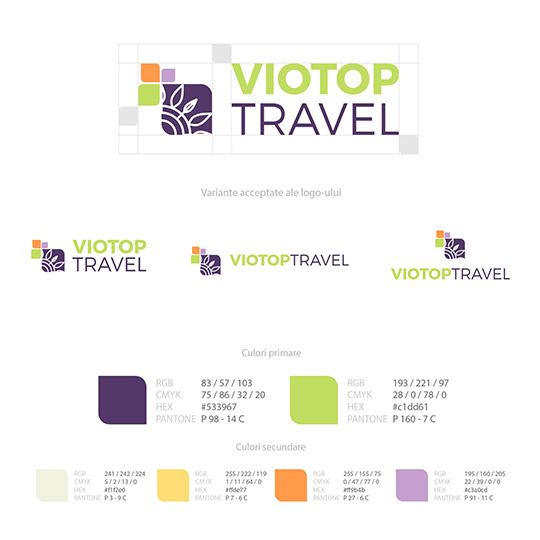 VIOTOP
TRAVEL
Variante acceptate ale logo-ului
VIOTOP
TRAVEL
VIOTOPTRAVEL
VIOTOPTRAVEL
Culori primare
RGB 83 / 57 / 103
CMYK 75 / 86 / 32 / 20
HEX #533967
PANTONE P 98 - 14 C
RGB 193 / 221 / 97
CMYK 28 / 0 / 78 / 0
HEX #c1dd61
PANTONE P 160 - 7 C
Culori secundare
RGB 241 / 242 / 224
CMYK 5 / 2 / 13 / 0
HEX #f1f2e0
PANTONE P 3 - 9 C
RGB 255 / 222 / 119
CMYK 1 / 11 / 64 / 0
HEX #ffde77
PANTONE P 7 - 6 C
RGB 255 / 155 / 75
CMYK 0 / 47 / 77 / 0
HEX #ff9b4b
PANTONE P 27 - 6 C
RGB 195 / 160 / 205
CMYK 22 / 39 / 0 / 0
HEX #c3a0cd
PANTONE P 91 - 11 C